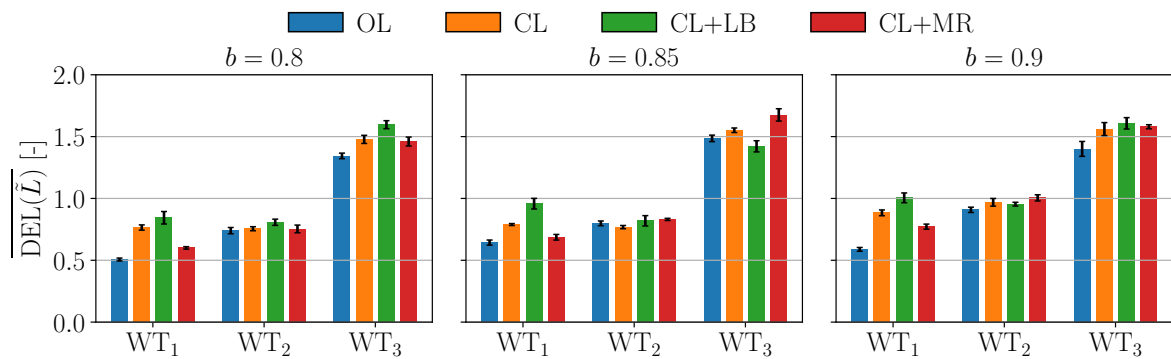 OL CL CL+LB CL+MR
b = 0.8 b = 0.85 b = 0.9
DEL(L̃) [-]
2.0
1.5
1.0
0.5
0.0
WT₁ WT₂ WT₃ WT₁ WT₂ WT₃ WT₁ WT₂ WT₃